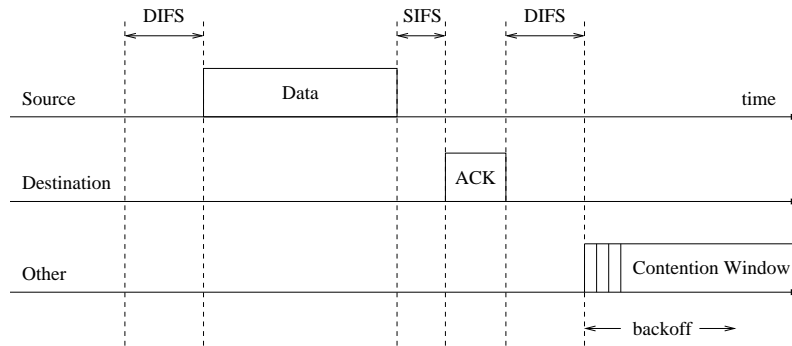 DIFS SIFS DIFS
Source Data time
Destination ACK
Other Contention Window
backoff